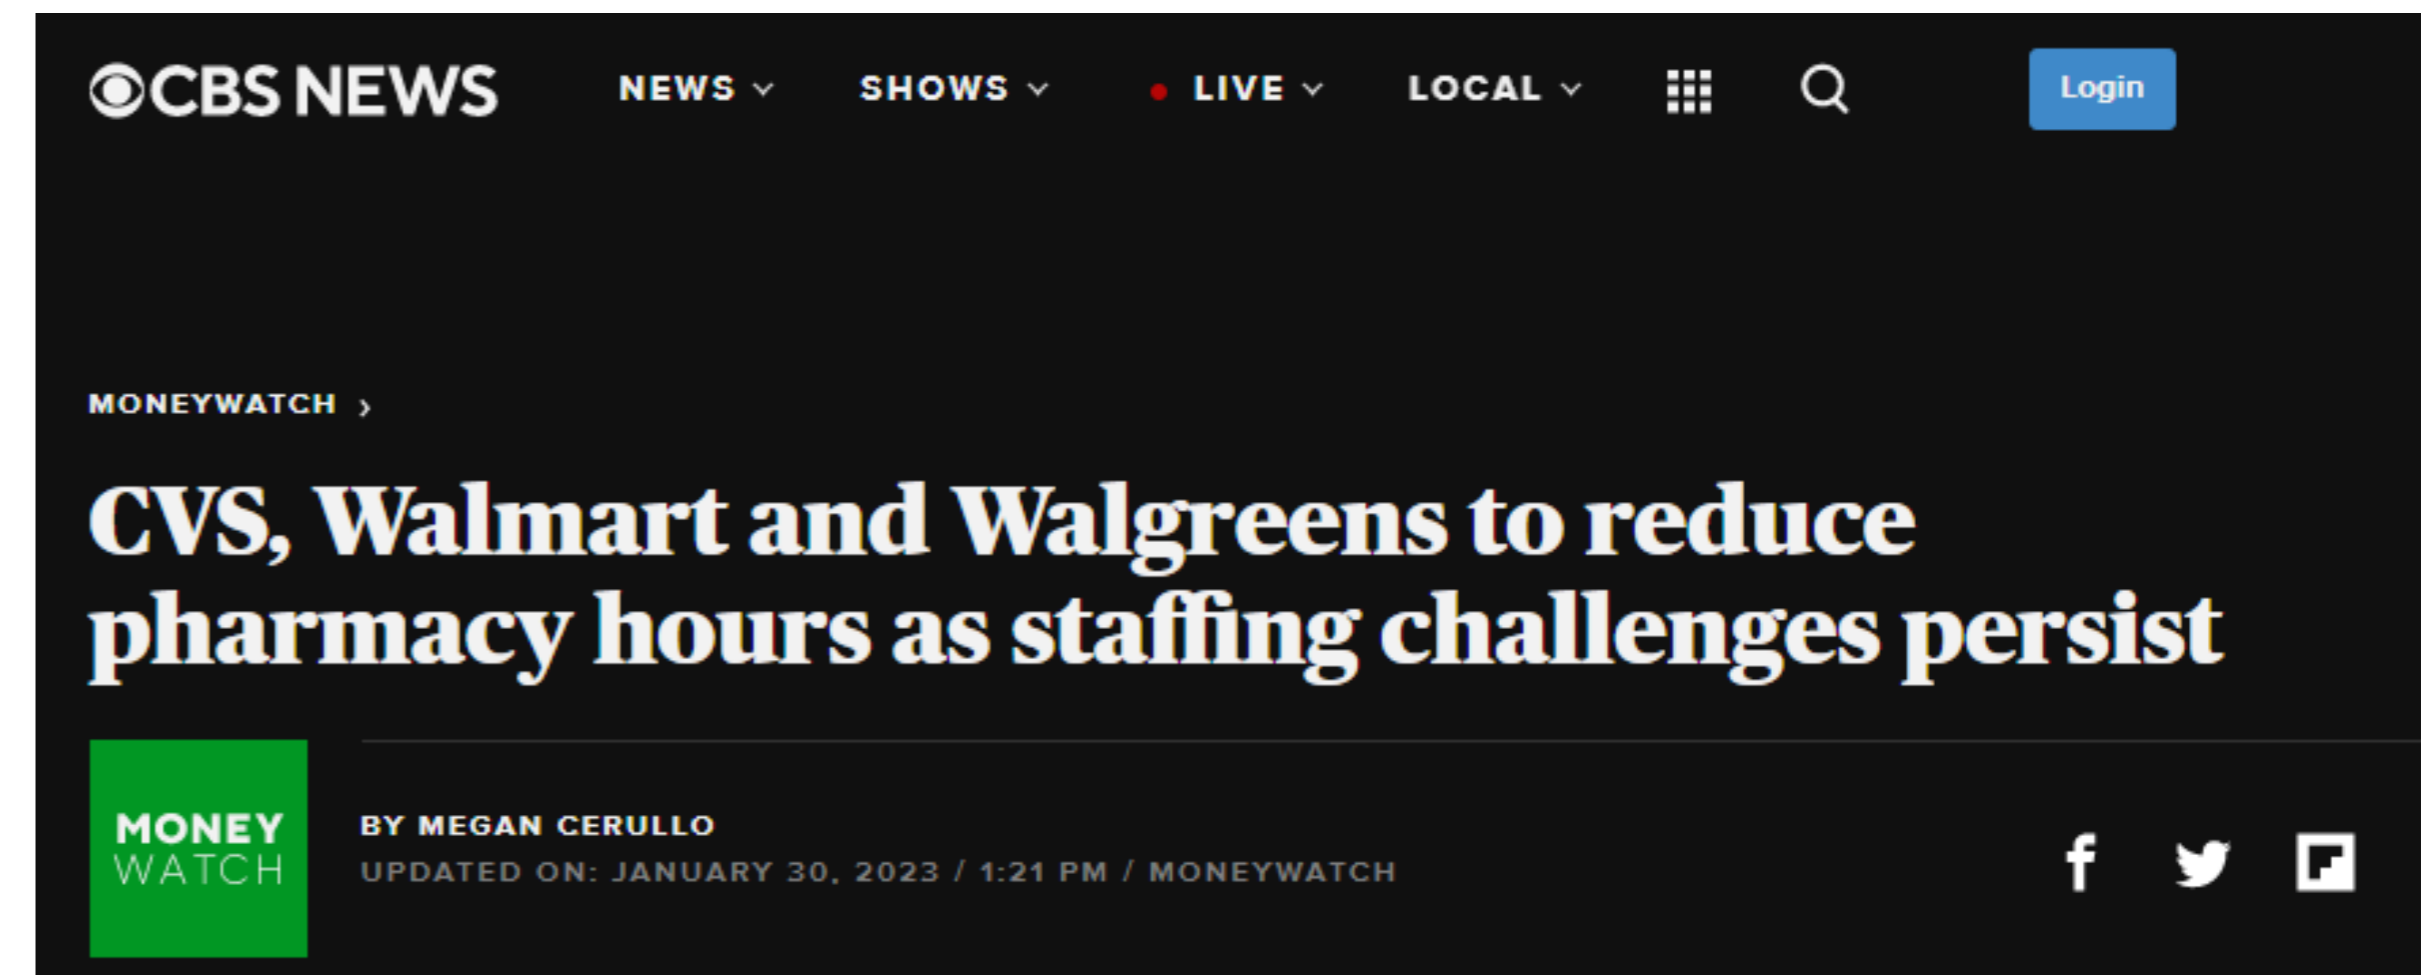 CBS NEWS NEWS SHOWS LIVE LOCAL Login
MONEYWATCH ›
CVS, Walmart and Walgreens to reduce
pharmacy hours as staffing challenges persist
MONEY
WATCH
BY MEGAN CERULLO
UPDATED ON: JANUARY 30, 2023 / 1:21 PM / MONEYWATCH